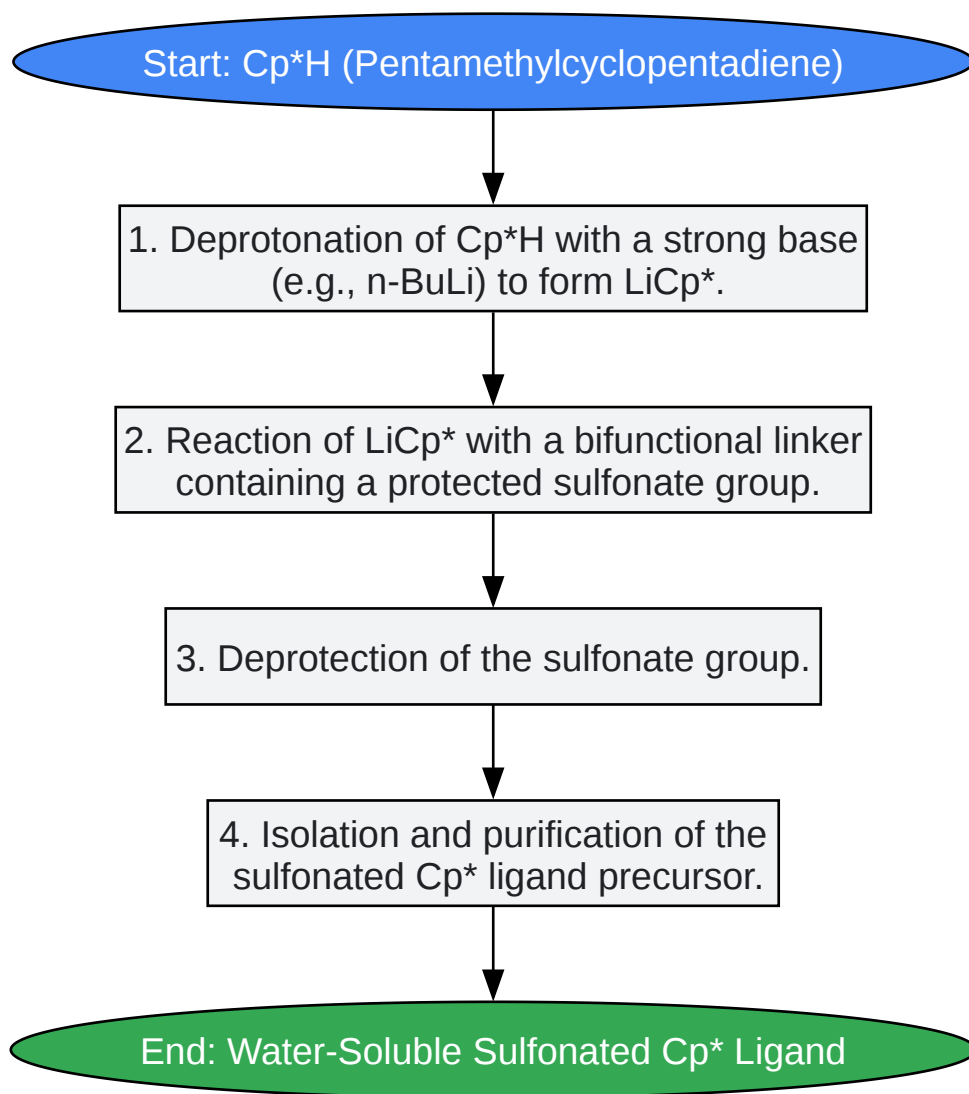 Start: Cp*H (Pentamethylcyclopentadiene)
1. Deprotonation of Cp*H with a strong base
(e.g., n-BuLi) to form LiCp*.
2. Reaction of LiCp* with a bifunctional linker
containing a protected sulfonate group.
3. Deprotection of the sulfonate group.
4. Isolation and purification of the
sulfonated Cp* ligand precursor.
End: Water-Soluble Sulfonated Cp* Ligand